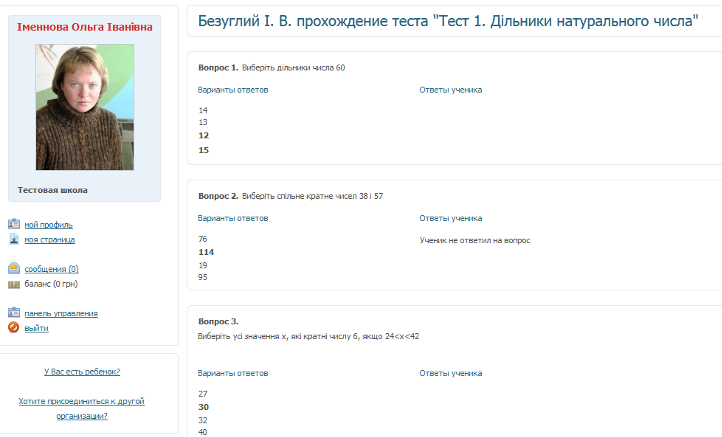 Іменнова Ольга Іванівна
Тестовая школа
мой профиль
моя страница
сообщения (0)
баланс (0 грн)
панель управления
выйти
У Вас есть ребенок?
Хотите присоединиться к другой
организации?
Безуглий І. В. прохождение теста "Тест 1. Дільники натурального числа"
Вопрос 1. Виберіть дільники числа 60
Варианты ответов Ответы ученика
14
13
12
15
Вопрос 2. Виберіть спільне кратне чисел 38 і 57
Варианты ответов Ответы ученика
76 Ученик не ответил на вопрос
114
19
95
Вопрос 3.
Виберіть усі значення x, які кратні числу 6, якщо 24<x<42
Варианты ответов Ответы ученика
27
30
32
40